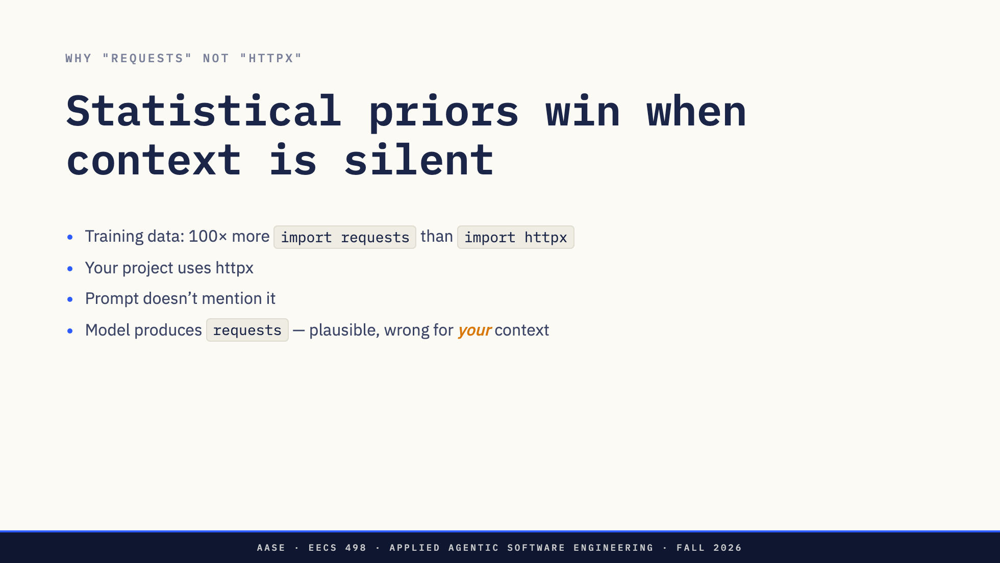 WHY "REQUESTS" NOT "HTTPX"
Statistical priors win when
context is silent
• Training data: 100× more import requests than import httpx
• Your project uses httpx
• Prompt doesn’t mention it
• Model produces requests — plausible, wrong for your context
AASE · EECS 498 · APPLIED AGENTIC SOFTWARE ENGINEERING · FALL 2026